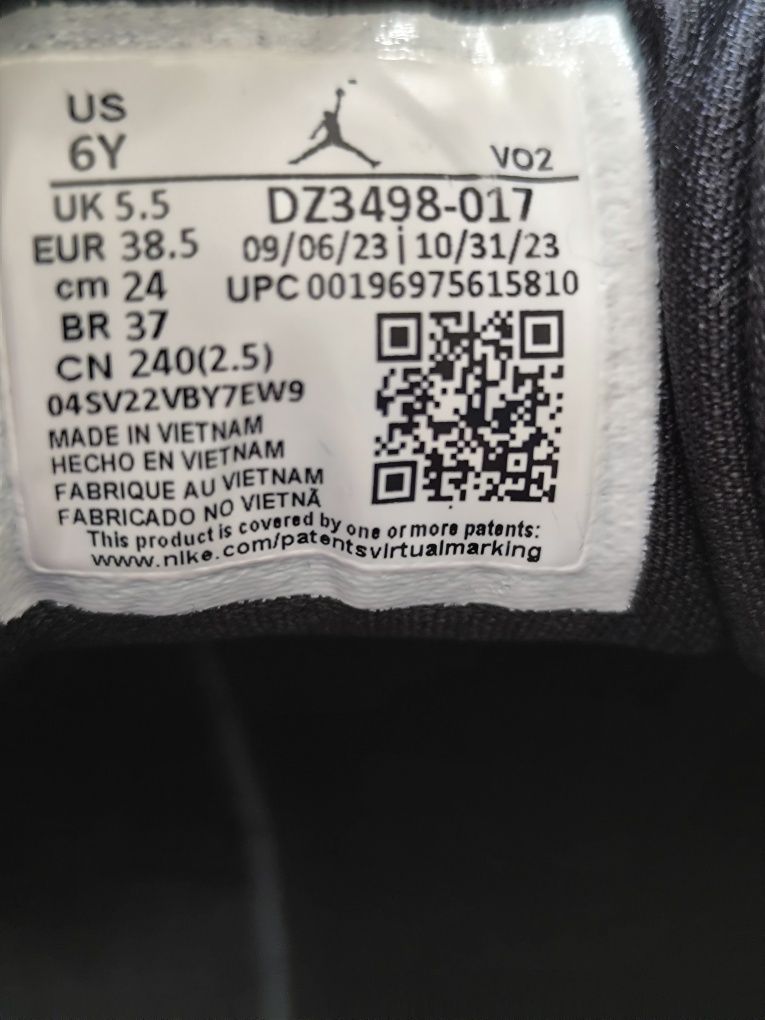 US
6Y
VO2
UK 5.5
DZ3498-017
EUR 38.5
09/06/23 | 10/31/23
cm 24
UPC 00196975615810
BR 37
CN 240(2.5)
04SV22VBY7EW9
MADE IN VIETNAM
HECHO EN VIETNAM
FABRIQUE AU VIETNAM
FABRICADO NO VIETNÃ
This product is covered by one or more patents:
www.nike.com/patentsvirtualmarking